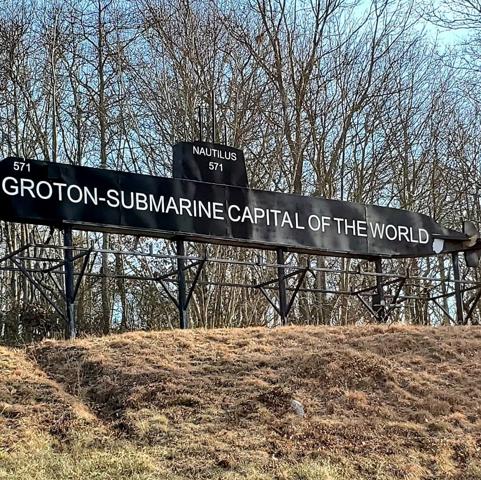 NAUTILUS
571
571
GROTON-SUBMARINE CAPITAL OF THE WORLD